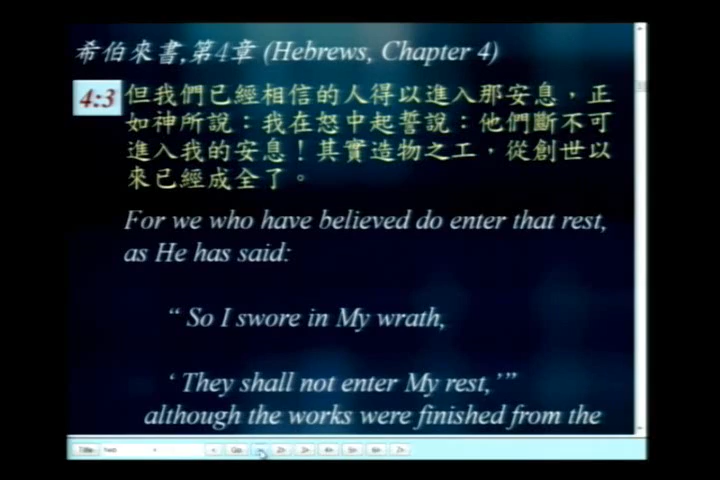 希伯來書,第4章 (Hebrews, Chapter 4)
4:3 但我們已經相信的人得以進入那安息，正
如神所說：我在怒中起誓說：他們斷不可
進入我的安息！其實造物之工，從創世以
來已經成全了。
For we who have believed do enter that rest,
as He has said:
“ So I swore in My wrath,
‘ They shall not enter My rest,’”
although the works were finished from the
Title